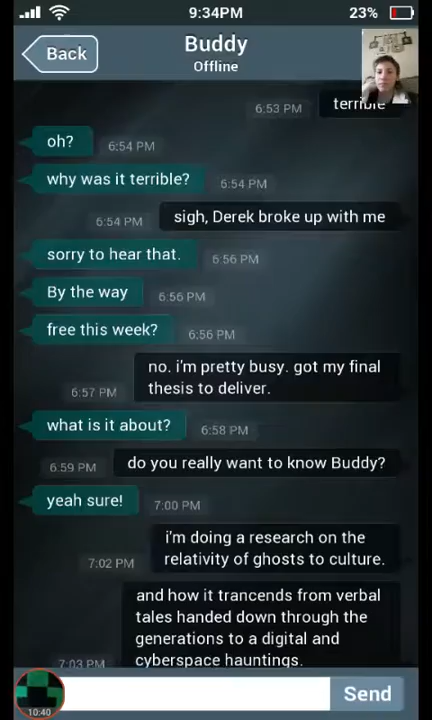 9:34PM 23%
Back
Buddy
Offline
6:53 PM terrible
oh? 6:54 PM
why was it terrible? 6:54 PM
6:54 PM sigh, Derek broke up with me
sorry to hear that. 6:56 PM
By the way 6:56 PM
free this week? 6:56 PM
no. i'm pretty busy. got my final
thesis to deliver.
6:57 PM
what is it about? 6:58 PM
6:59 PM do you really want to know Buddy?
yeah sure! 7:00 PM
i'm doing a research on the
relativity of ghosts to culture.
7:02 PM
and how it trancends from verbal
tales handed down through the
generations to a digital and
cyberspace hauntings.
7:03 PM
10:40
Send